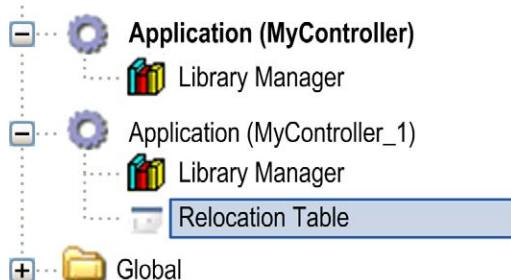 Application (MyController)
Library Manager
Application (MyController_1)
Library Manager
Relocation Table
Global